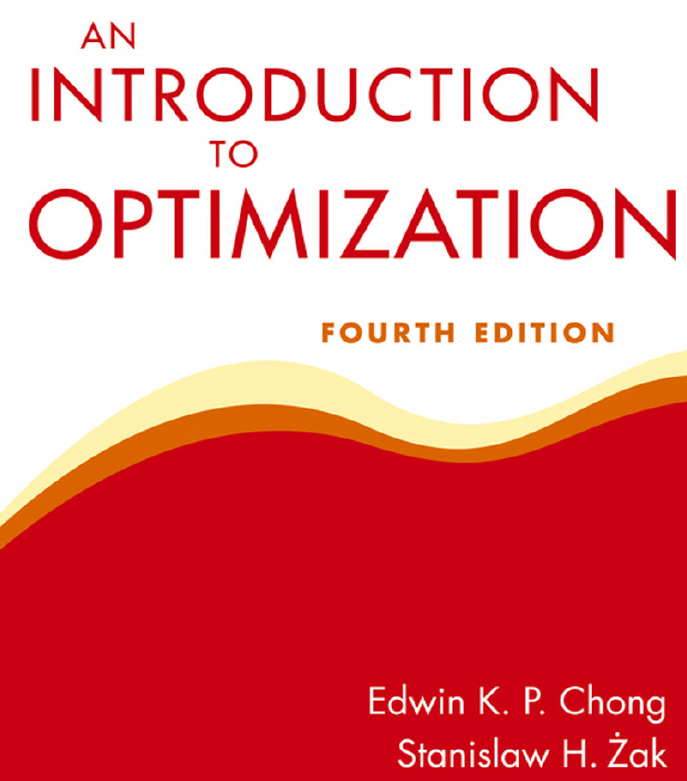 AN
INTRODUCTION
TO
OPTIMIZATION
FOURTH EDITION
Edwin K. P. Chong
Stanislaw H. Żak